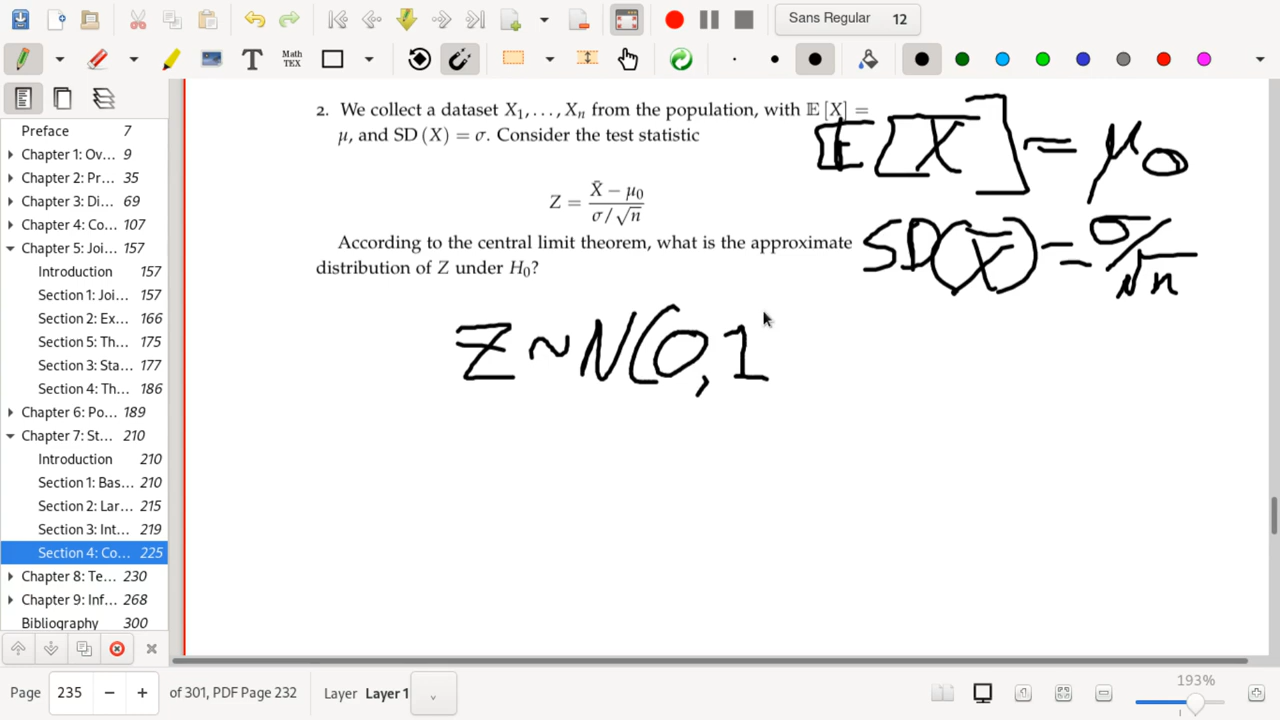 Sans Regular 12
T Math TEX
Preface 7
Chapter 1: Ov... 9
Chapter 2: Pr... 35
Chapter 3: Di... 69
Chapter 4: Co... 107
Chapter 5: Joi... 157
Introduction 157
Section 1: Joi... 157
Section 2: Ex... 166
Section 5: Th... 175
Section 3: Sta... 177
Section 4: Th... 186
Chapter 6: Po... 189
Chapter 7: St... 210
Introduction 210
Section 1: Bas... 210
Section 2: Lar... 215
Section 3: Int... 219
Section 4: Co... 225
Chapter 8: Te... 230
Chapter 9: Inf... 268
Bibliography 300
2. We collect a dataset X₁, . . . , Xₙ from the population, with 𝔼 [X] =
μ, and SD (X) = σ. Consider the test statistic
Z = (X̄ − μ₀) / (σ/√n)
According to the central limit theorem, what is the approximate
distribution of Z under H₀?
𝔼[X̄] = μ₀
SD(X̄) = σ/√n
Z ~ N(0, 1
Page 235 − + of 301, PDF Page 232 Layer Layer 1 193%